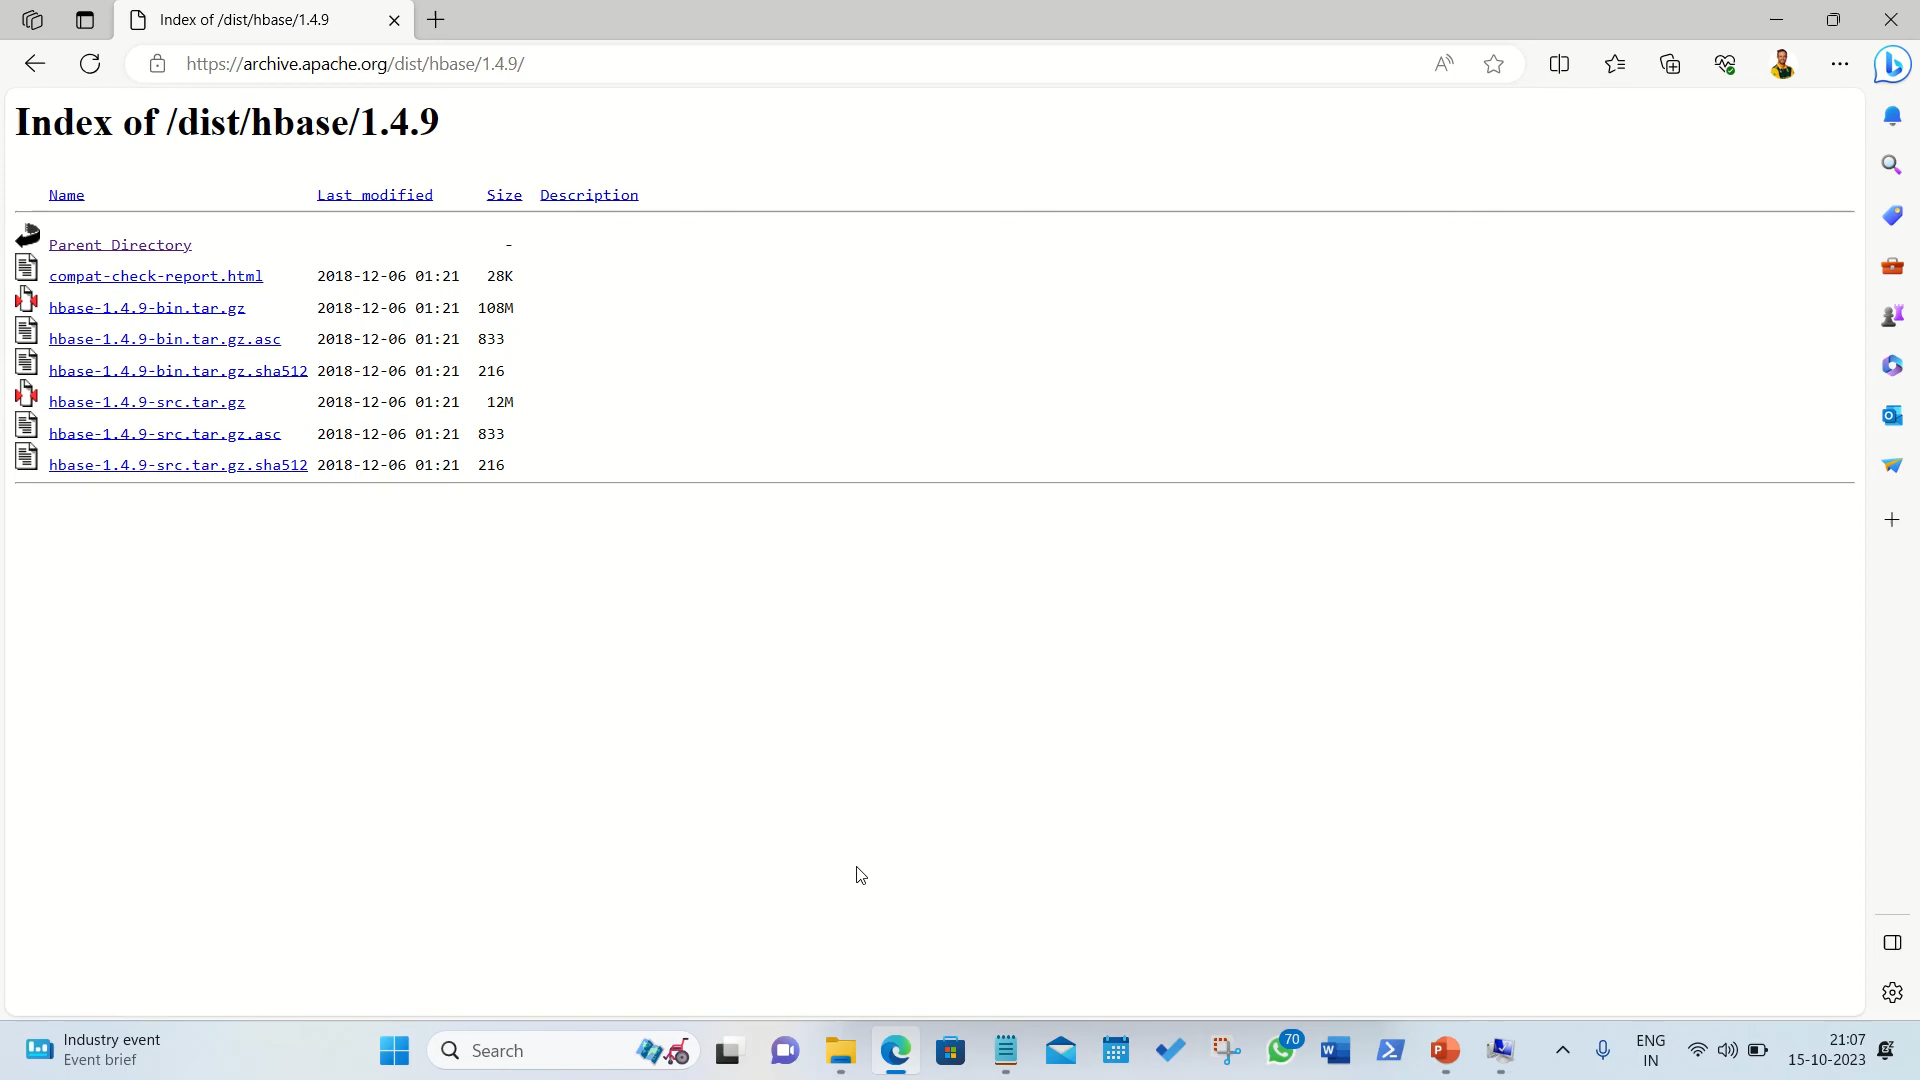 Index of /dist/hbase/1.4.9
https://archive.apache.org/dist/hbase/1.4.9/
Index of /dist/hbase/1.4.9
Name Last modified Size Description
Parent Directory -
compat-check-report.html 2018-12-06 01:21 28K
hbase-1.4.9-bin.tar.gz 2018-12-06 01:21 108M
hbase-1.4.9-bin.tar.gz.asc 2018-12-06 01:21 833
hbase-1.4.9-bin.tar.gz.sha512 2018-12-06 01:21 216
hbase-1.4.9-src.tar.gz 2018-12-06 01:21 12M
hbase-1.4.9-src.tar.gz.asc 2018-12-06 01:21 833
hbase-1.4.9-src.tar.gz.sha512 2018-12-06 01:21 216
Industry event
Event brief
Search
70
ENG
IN
21:07
15-10-2023